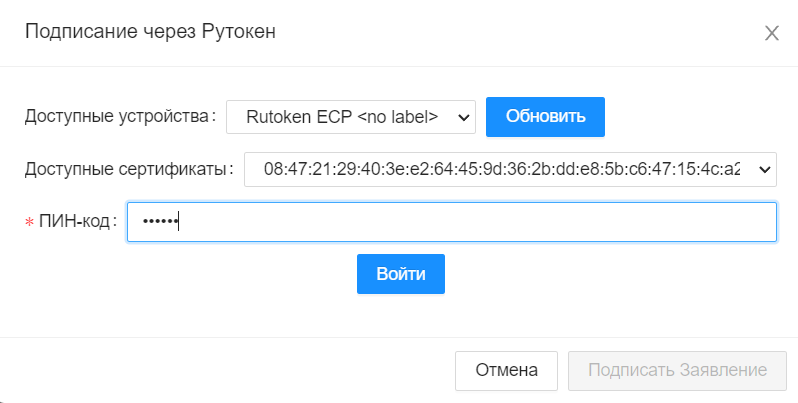 Подписание через Рутокен
Доступные устройства: Rutoken ECP <no label> Обновить
Доступные сертификаты: 08:47:21:29:40:3e:e2:64:45:9d:36:2b:dd:e8:5b:c6:47:15:4c:a2
* ПИН-код: ••••••
Войти
Отмена Подписать Заявление